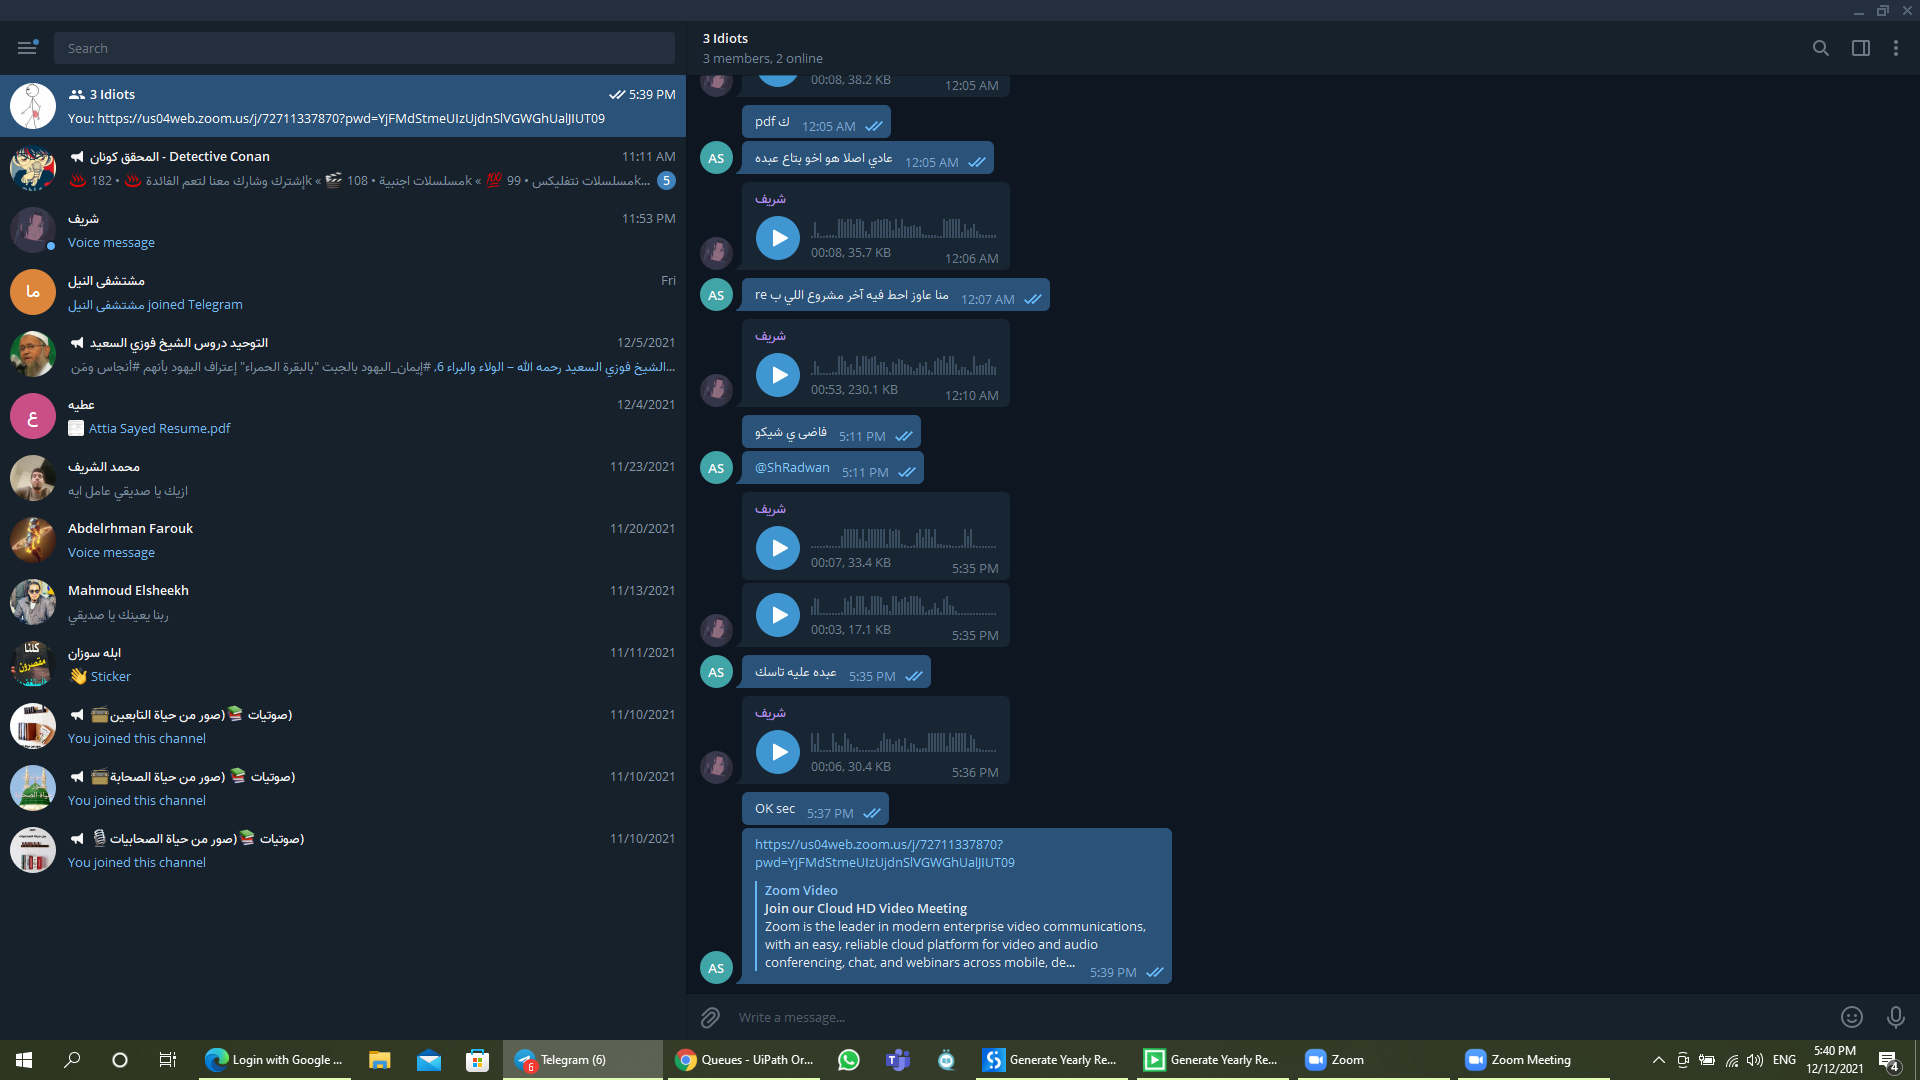 Search
3 Idiots
5:39 PM
You: https://us04web.zoom.us/j/72711337870?pwd=YjFMdStmeUIzUjdnSlVGWGhUalJIUT09
المحقق كونان - Detective Conan
11:11 AM
إشترك وشارك معنا لتعم الفائدة ♨️ 182 • مسلسلات اجنبية • 108k « 🎬 مسلسلات نتفليكس • 99k « 💯 ...
5
شريف
11:53 PM
Voice message
ما
مشتشفى النيل
Fri
مشتشفى النيل joined Telegram
التوحيد دروس الشيخ فوزي السعيد
12/5/2021
الشيخ فوزي السعيد رحمه الله – الولاء والبراء 6, #إيمان_اليهود بالجبت "بالبقرة الحمراء" إعتراف اليهود بأنهم #أنجاس ومن...
ع
عطيه
12/4/2021
Attia Sayed Resume.pdf
محمد الشريف
11/23/2021
ازيك يا صديقي عامل ايه
Abdelrhman Farouk
11/20/2021
Voice message
Mahmoud Elsheekh
11/13/2021
ربنا يعينك يا صديقي
كلنا
مقصرون
ابله سوزان
11/11/2021
👋 Sticker
صوتيات 📚(صور من حياة التابعين)
11/10/2021
You joined this channel
صوتيات 📚 (صور من حياة الصحابة)
11/10/2021
You joined this channel
صوتيات 📚(صور من حياة الصحابيات)
11/10/2021
You joined this channel
3 Idiots
3 members, 2 online
00:08, 38.2 KB
12:05 AM
ك pdf
12:05 AM
AS
عادي اصلا هو اخو بتاع عبده
12:05 AM
شريف
00:08, 35.7 KB
12:06 AM
AS
منا عاوز احط فيه آخر مشروع اللي ب re
12:07 AM
شريف
00:53, 230.1 KB
12:10 AM
فاضى ي شيكو
5:11 PM
AS
@ShRadwan
5:11 PM
شريف
00:07, 33.4 KB
5:35 PM
00:03, 17.1 KB
5:35 PM
AS
عبده عليه تاسك
5:35 PM
شريف
00:06, 30.4 KB
5:36 PM
OK sec
5:37 PM
https://us04web.zoom.us/j/72711337870?
pwd=YjFMdStmeUIzUjdnSlVGWGhUalJIUT09
Zoom Video
Join our Cloud HD Video Meeting
Zoom is the leader in modern enterprise video communications,
with an easy, reliable cloud platform for video and audio
conferencing, chat, and webinars across mobile, de...
5:39 PM
AS
Write a message...
Login with Google ...
6
Telegram (6)
Queues - UiPath Or...
Generate Yearly Re...
Generate Yearly Re...
Zoom
Zoom Meeting
ENG
5:40 PM
12/12/2021
4